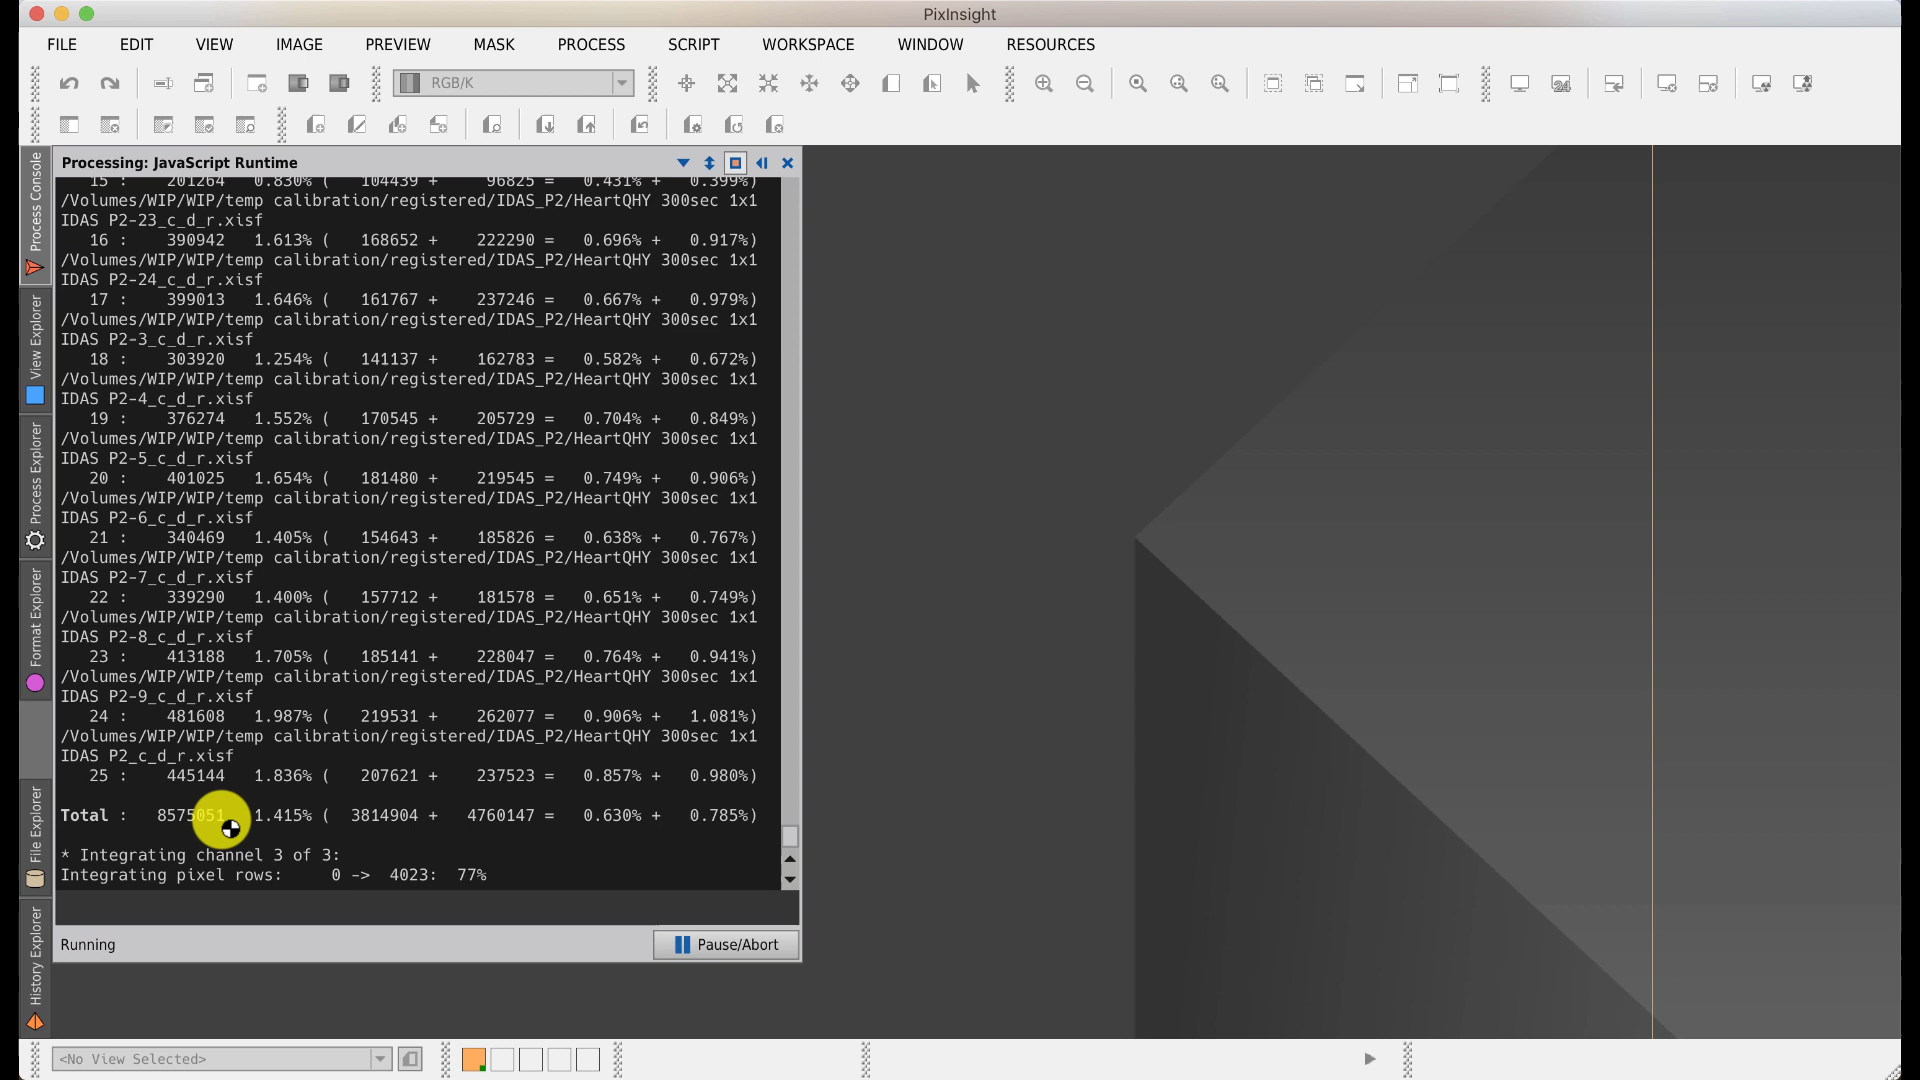 PixInsight
FILE EDIT VIEW IMAGE PREVIEW MASK PROCESS SCRIPT WORKSPACE WINDOW RESOURCES
RGB/K
24
Processing: JavaScript Runtime
15 : 201264 0.830% ( 104439 + 96825 = 0.431% + 0.399%)
/Volumes/WIP/WIP/temp calibration/registered/IDAS_P2/HeartQHY 300sec 1x1
IDAS P2-23_c_d_r.xisf
16 : 390942 1.613% ( 168652 + 222290 = 0.696% + 0.917%)
/Volumes/WIP/WIP/temp calibration/registered/IDAS_P2/HeartQHY 300sec 1x1
IDAS P2-24_c_d_r.xisf
17 : 399013 1.646% ( 161767 + 237246 = 0.667% + 0.979%)
/Volumes/WIP/WIP/temp calibration/registered/IDAS_P2/HeartQHY 300sec 1x1
IDAS P2-3_c_d_r.xisf
18 : 303920 1.254% ( 141137 + 162783 = 0.582% + 0.672%)
/Volumes/WIP/WIP/temp calibration/registered/IDAS_P2/HeartQHY 300sec 1x1
IDAS P2-4_c_d_r.xisf
19 : 376274 1.552% ( 170545 + 205729 = 0.704% + 0.849%)
/Volumes/WIP/WIP/temp calibration/registered/IDAS_P2/HeartQHY 300sec 1x1
IDAS P2-5_c_d_r.xisf
20 : 401025 1.654% ( 181480 + 219545 = 0.749% + 0.906%)
/Volumes/WIP/WIP/temp calibration/registered/IDAS_P2/HeartQHY 300sec 1x1
IDAS P2-6_c_d_r.xisf
21 : 340469 1.405% ( 154643 + 185826 = 0.638% + 0.767%)
/Volumes/WIP/WIP/temp calibration/registered/IDAS_P2/HeartQHY 300sec 1x1
IDAS P2-7_c_d_r.xisf
22 : 339290 1.400% ( 157712 + 181578 = 0.651% + 0.749%)
/Volumes/WIP/WIP/temp calibration/registered/IDAS_P2/HeartQHY 300sec 1x1
IDAS P2-8_c_d_r.xisf
23 : 413188 1.705% ( 185141 + 228047 = 0.764% + 0.941%)
/Volumes/WIP/WIP/temp calibration/registered/IDAS_P2/HeartQHY 300sec 1x1
IDAS P2-9_c_d_r.xisf
24 : 481608 1.987% ( 219531 + 262077 = 0.906% + 1.081%)
/Volumes/WIP/WIP/temp calibration/registered/IDAS_P2/HeartQHY 300sec 1x1
IDAS P2_c_d_r.xisf
25 : 445144 1.836% ( 207621 + 237523 = 0.857% + 0.980%)
Total : 8575051 1.415% ( 3814904 + 4760147 = 0.630% + 0.785%)
* Integrating channel 3 of 3:
Integrating pixel rows: 0 -> 4023: 77%
Running
Pause/Abort
Process Console
View Explorer
Process Explorer
Format Explorer
File Explorer
History Explorer
<No View Selected>